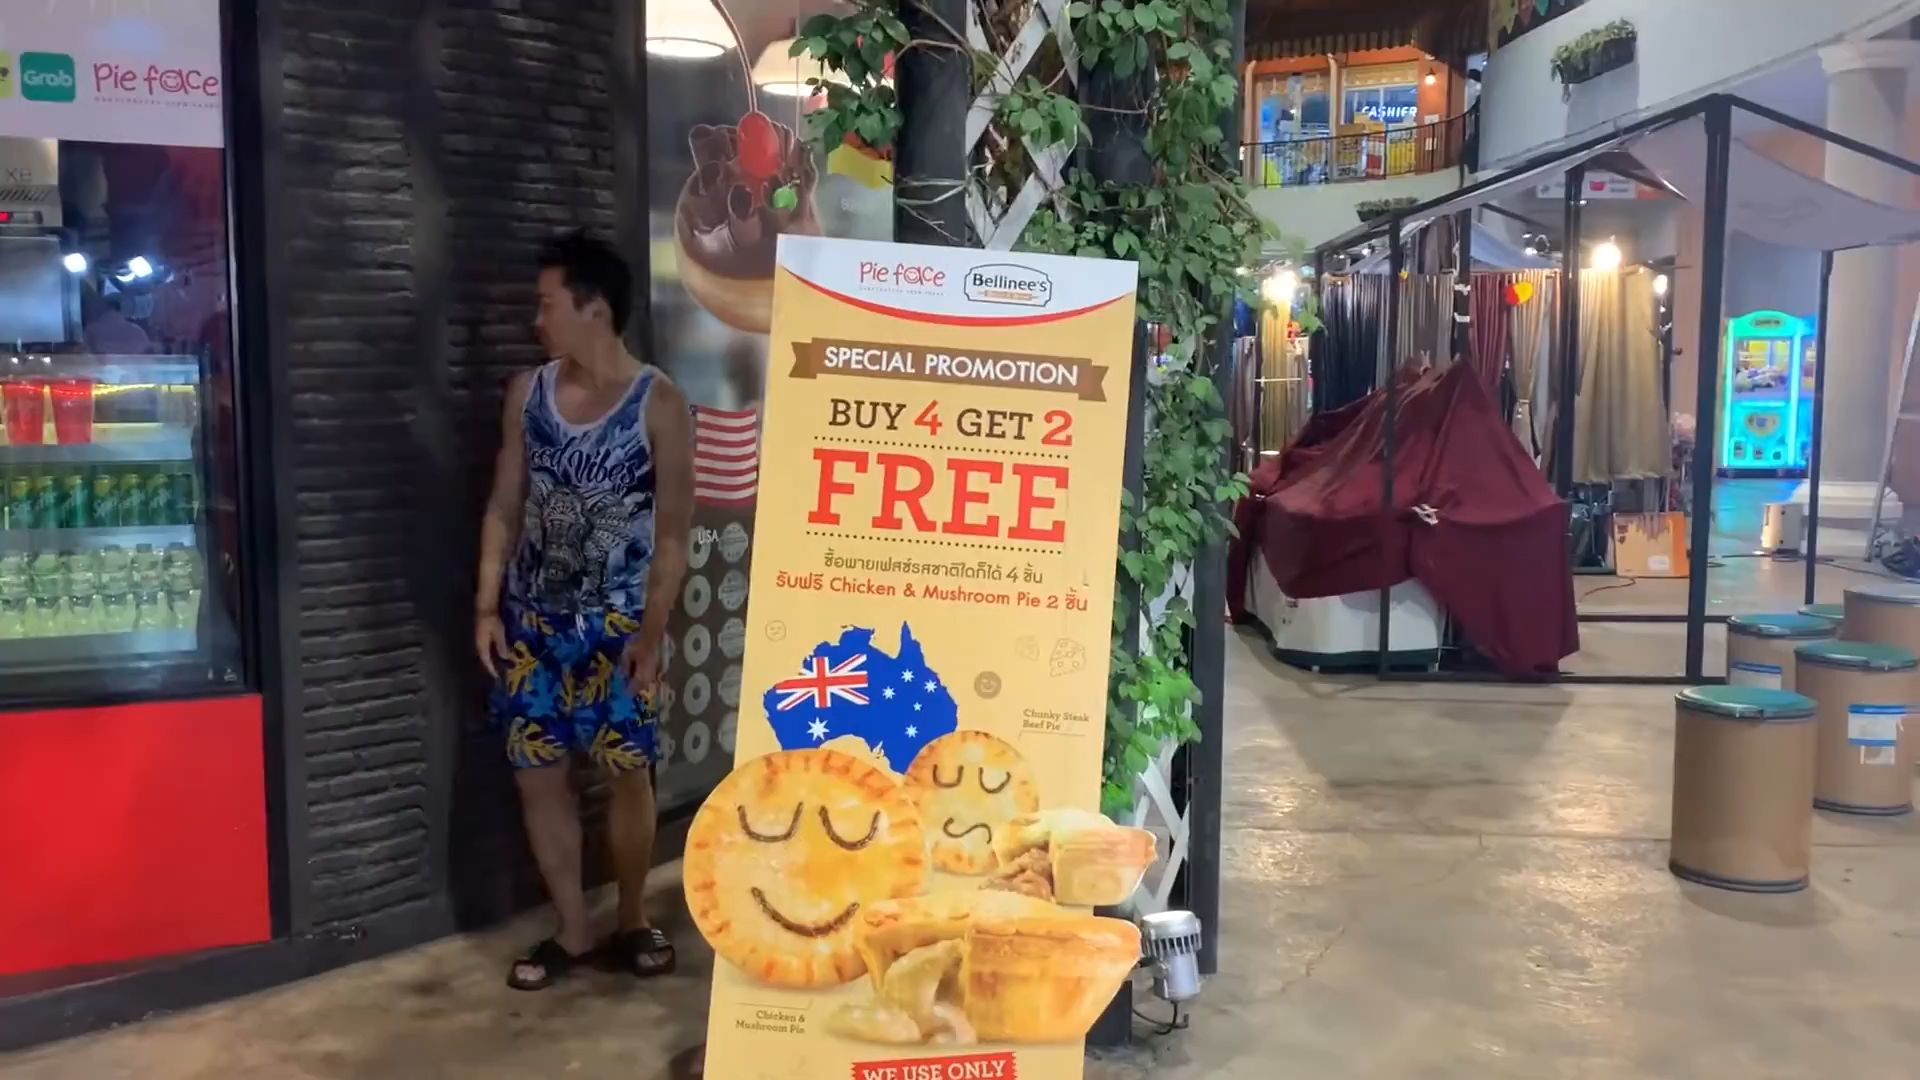 Grab
Pie face
CASHIER
Pie face
Bellinee's
SPECIAL PROMOTION
BUY 4 GET 2
FREE
ซื้อพายเฟสซ์รสชาติใดก็ได้ 4 ชิ้น
รับฟรี Chicken & Mushroom Pie 2 ชิ้น
Good Vibes
USA
Chunky Steak
Beef Pie
Chicken &
Mushroom Pie
WE USE ONLY